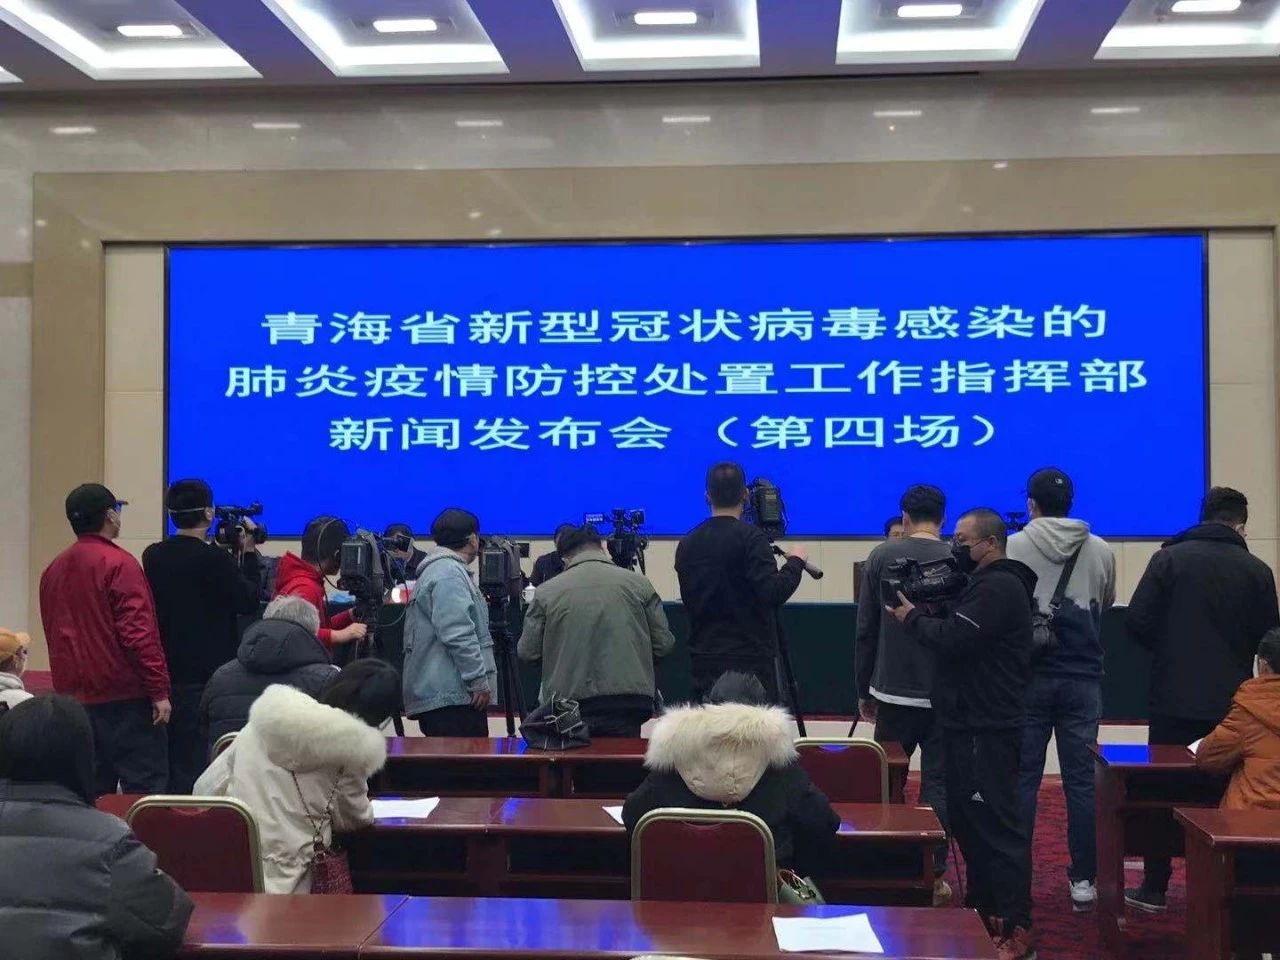 青海省新型冠状病毒感染的
肺炎疫情防控处置工作指挥部
新闻发布会（第四场）